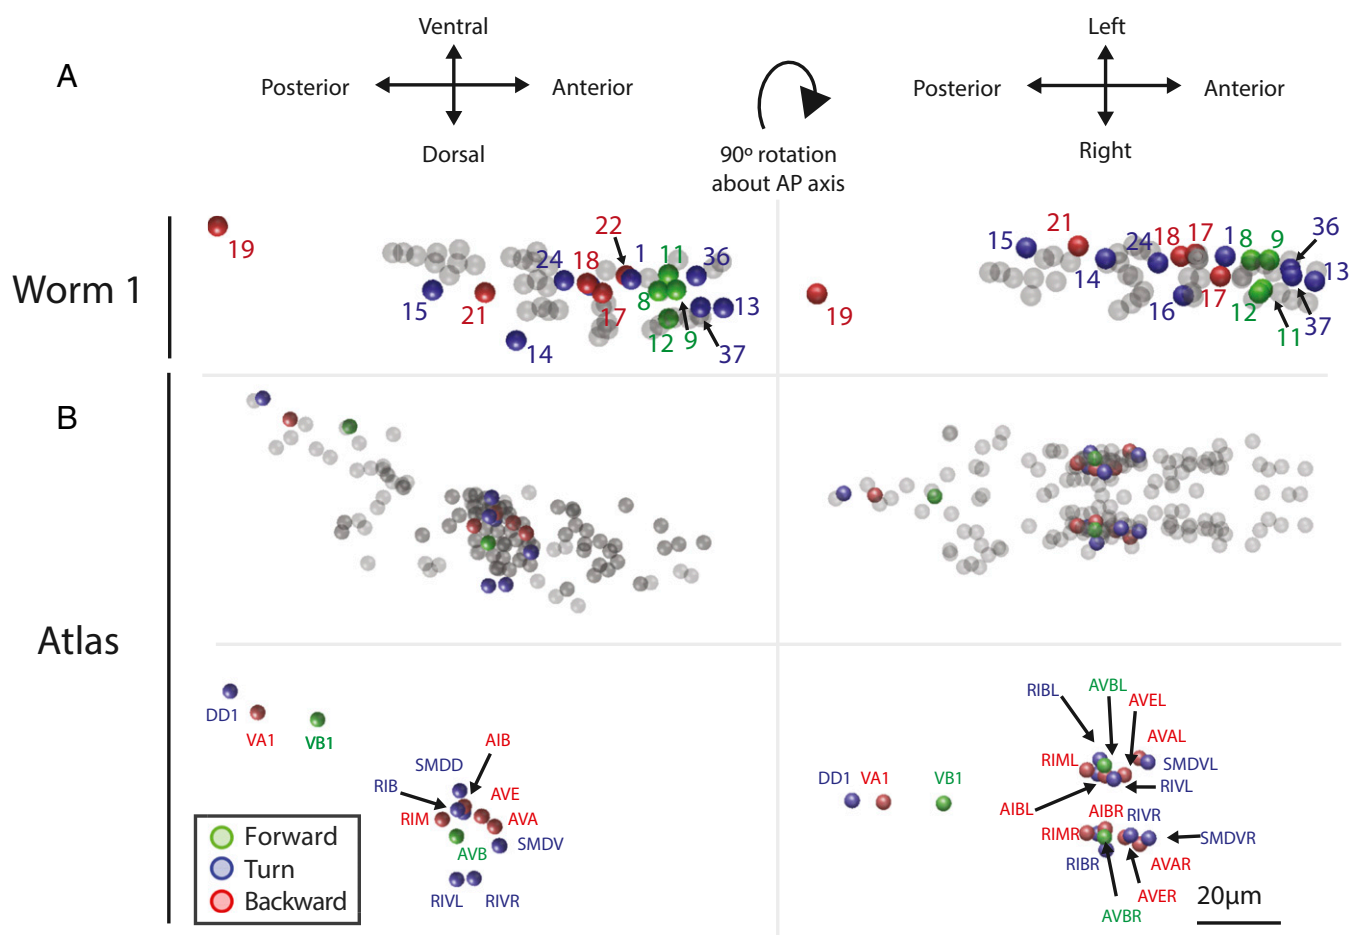 A
Ventral
Posterior
Anterior
Dorsal
90º rotation
about AP axis
Left
Posterior
Anterior
Right
Worm 1
19
15
21
14
24
18
22
17
1
11
8
12
9
36
13
37
19
15
21
14
24
16
18
17
17
1
8
9
12
11
36
13
37
B
Atlas
DD1
VA1
VB1
SMDD
AIB
RIB
RIM
AVE
AVA
AVB
SMDV
RIVL
RIVR
Forward
Turn
Backward
RIBL
AVBL
AVEL
RIML
AVAL
SMDVL
RIVL
DD1
VA1
VB1
AIBL
AIBR
RIVR
RIMR
SMDVR
RIBR
AVAR
AVER
AVBR
20µm